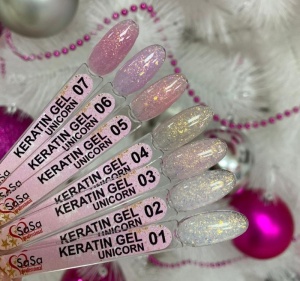 KERATIN GEL
UNICORN 07
KERATIN GEL
UNICORN 06
KERATIN GEL
UNICORN 05
KERATIN GEL
UNICORN 04
KERATIN GEL
UNICORN 03
KERATIN GEL
UNICORN 02
KERATIN GEL
UNICORN 01
SaSa
SaSa
SaSa